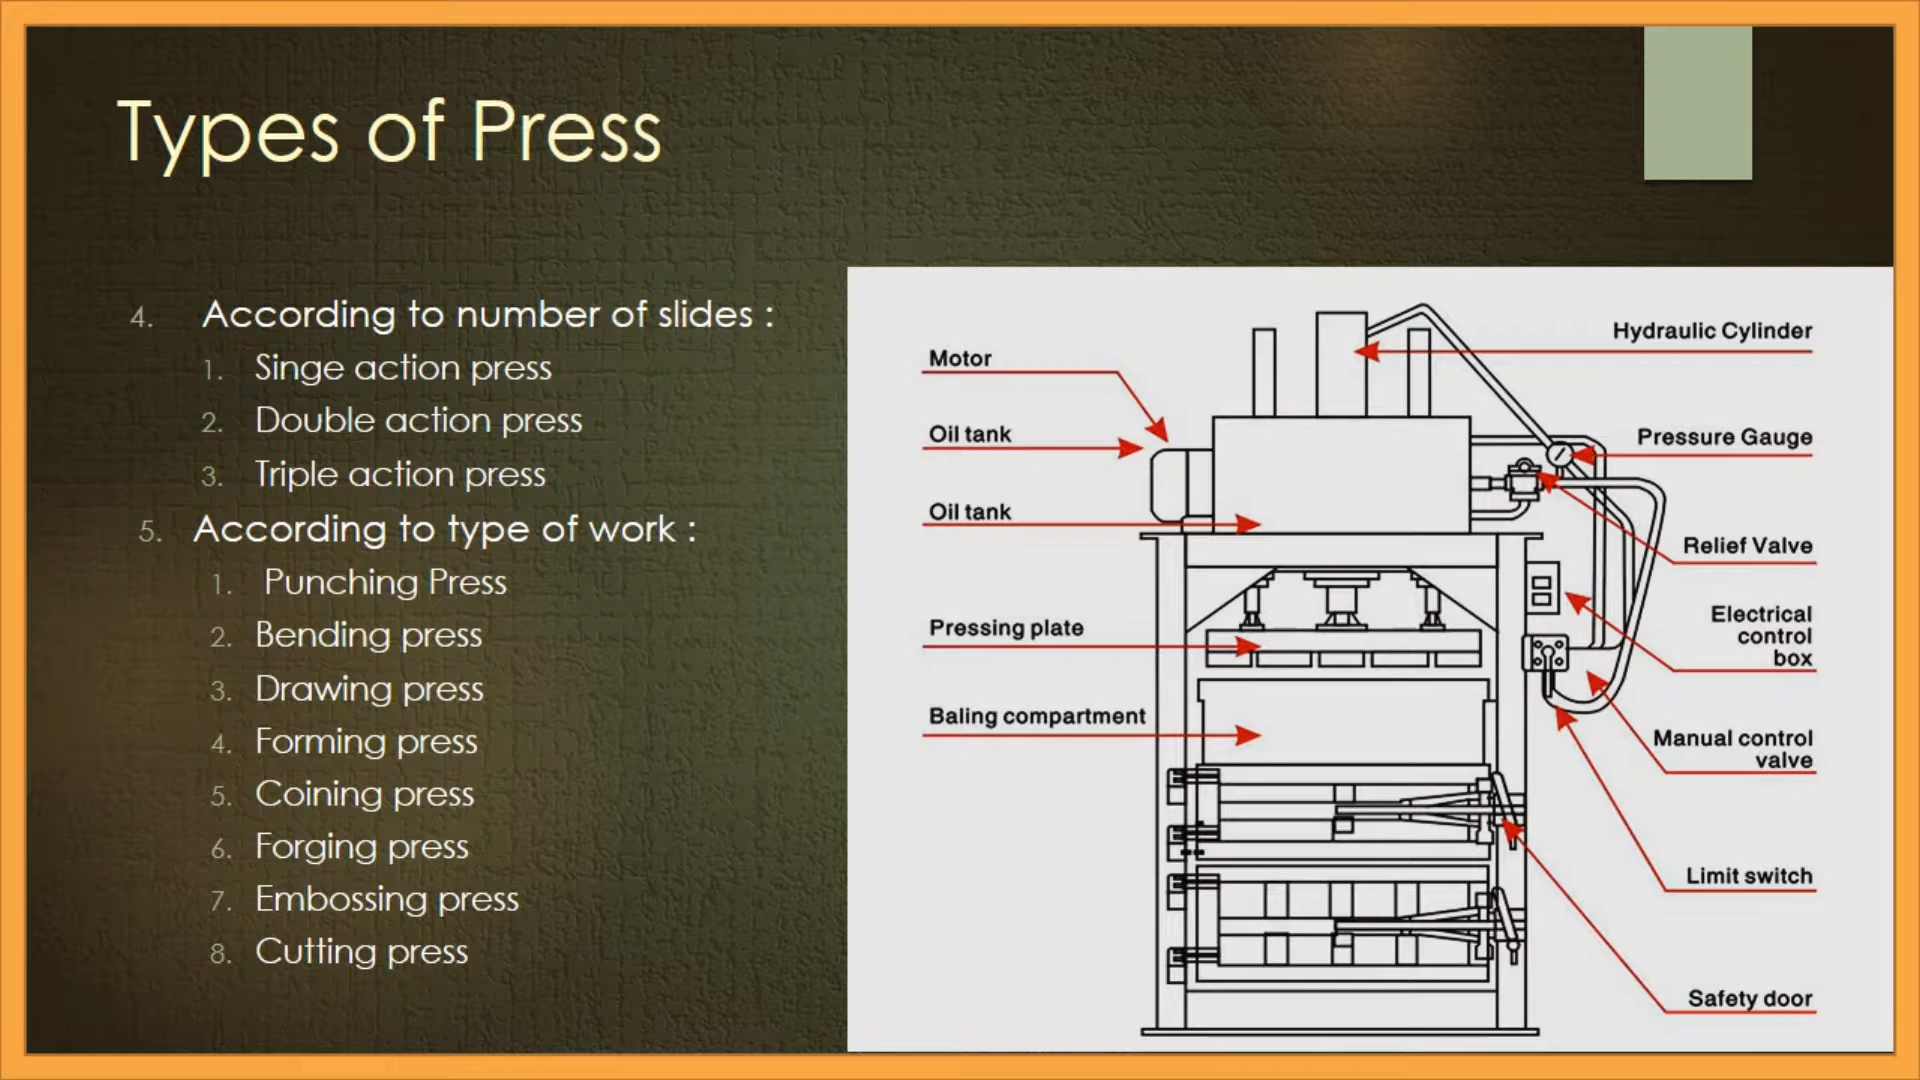 Types of Press
4. According to number of slides :
1. Singe action press
2. Double action press
3. Triple action press
5. According to type of work :
1. Punching Press
2. Bending press
3. Drawing press
4. Forming press
5. Coining press
6. Forging press
7. Embossing press
8. Cutting press
Motor
Oil tank
Oil tank
Pressing plate
Baling compartment
Hydraulic Cylinder
Pressure Gauge
Relief Valve
Electrical
control
box
Manual control
valve
Limit switch
Safety door